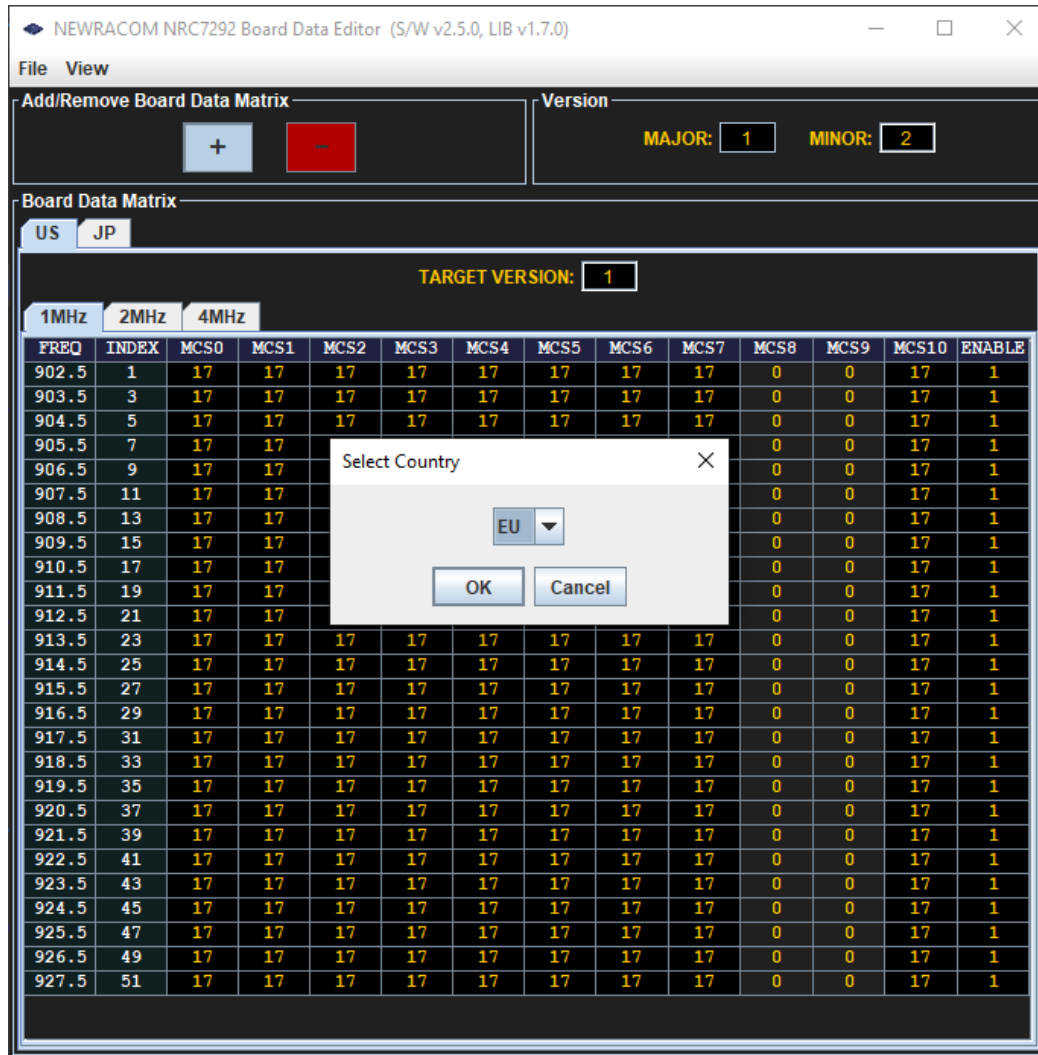 NEWRACOM NRC7292 Board Data Editor (S/W v2.5.0, LIB v1.7.0)
File View
Add/Remove Board Data Matrix
+
-
Version
MAJOR: 1 MINOR: 2
Board Data Matrix
US JP
TARGET VERSION: 1
1MHz 2MHz 4MHz
FREQ INDEX MCS0 MCS1 MCS2 MCS3 MCS4 MCS5 MCS6 MCS7 MCS8 MCS9 MCS10 ENABLE
902.5 1 17 17 17 17 17 17 17 17 0 0 17 1
903.5 3 17 17 17 17 17 17 17 17 0 0 17 1
904.5 5 17 17 17 17 17 17 17 17 0 0 17 1
905.5 7 17 17 0 0 17 1
906.5 9 17 17 0 0 17 1
907.5 11 17 17 0 0 17 1
908.5 13 17 17 0 0 17 1
909.5 15 17 17 0 0 17 1
910.5 17 17 17 0 0 17 1
911.5 19 17 17 0 0 17 1
912.5 21 17 17 0 0 17 1
Select Country
EU
OK Cancel
913.5 23 17 17 17 17 17 17 17 17 0 0 17 1
914.5 25 17 17 17 17 17 17 17 17 0 0 17 1
915.5 27 17 17 17 17 17 17 17 17 0 0 17 1
916.5 29 17 17 17 17 17 17 17 17 0 0 17 1
917.5 31 17 17 17 17 17 17 17 17 0 0 17 1
918.5 33 17 17 17 17 17 17 17 17 0 0 17 1
919.5 35 17 17 17 17 17 17 17 17 0 0 17 1
920.5 37 17 17 17 17 17 17 17 17 0 0 17 1
921.5 39 17 17 17 17 17 17 17 17 0 0 17 1
922.5 41 17 17 17 17 17 17 17 17 0 0 17 1
923.5 43 17 17 17 17 17 17 17 17 0 0 17 1
924.5 45 17 17 17 17 17 17 17 17 0 0 17 1
925.5 47 17 17 17 17 17 17 17 17 0 0 17 1
926.5 49 17 17 17 17 17 17 17 17 0 0 17 1
927.5 51 17 17 17 17 17 17 17 17 0 0 17 1